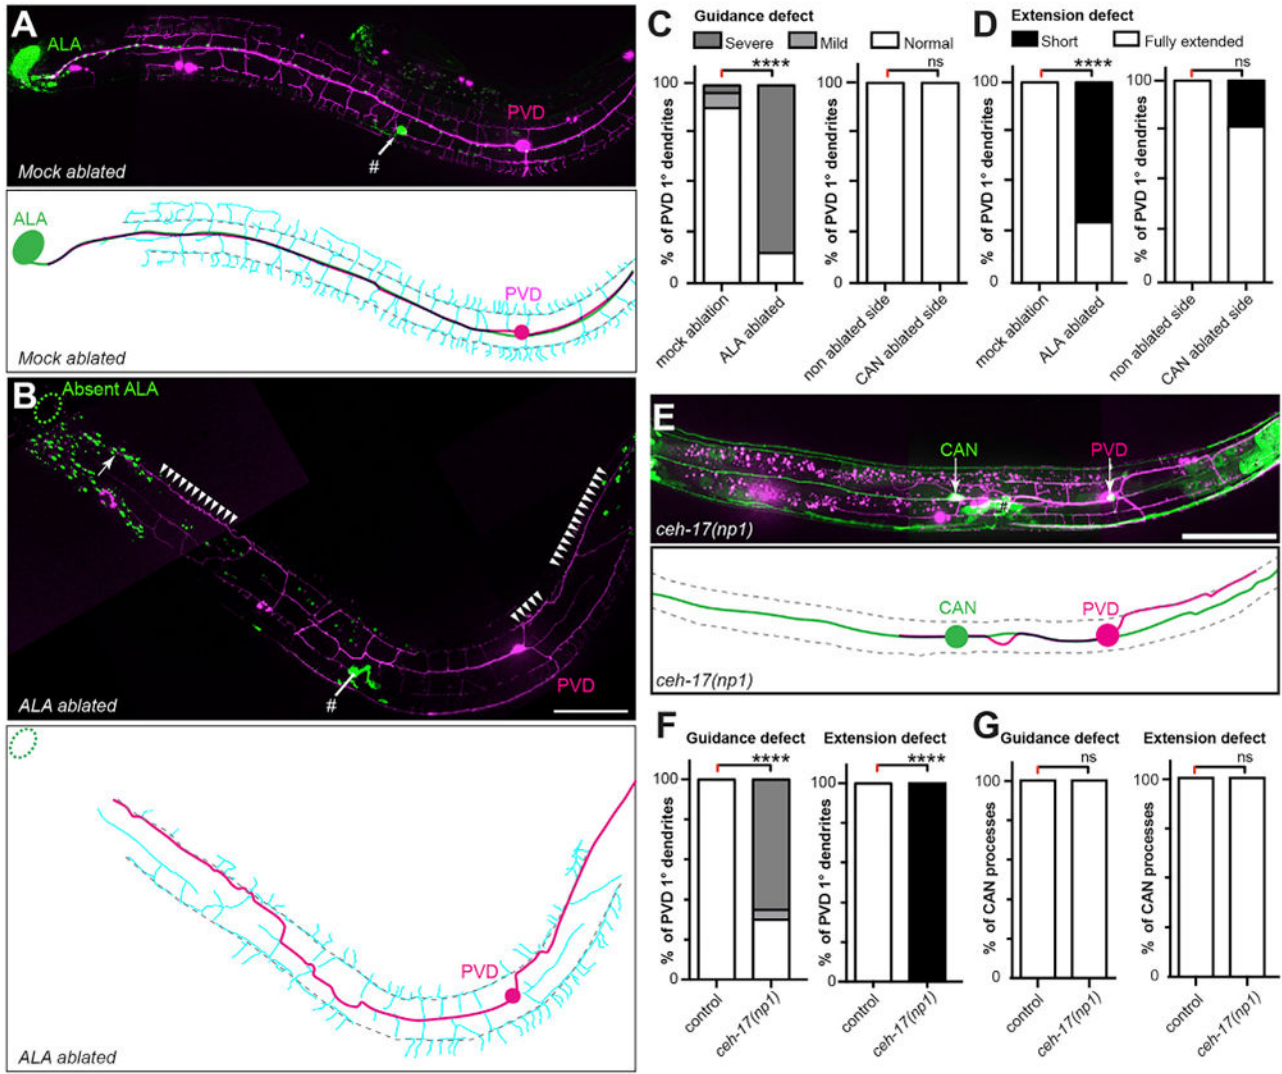 A
ALA
PVD
#
Mock ablated
ALA
PVD
Mock ablated
B
Absent ALA
#
PVD
ALA ablated
PVD
ALA ablated
C
Guidance defect
Severe
Mild
Normal
****
ns
100
100
% of PVD 1° dendrites
% of PVD 1° dendrites
0
0
mock ablation
ALA ablated
non ablated side
CAN ablated side
D
Extension defect
Short
Fully extended
****
ns
100
100
% of PVD 1° dendrites
% of PVD 1° dendrites
0
0
mock ablation
ALA ablated
non ablated side
CAN ablated side
E
CAN
PVD
#
ceh-17(np1)
CAN
PVD
ceh-17(np1)
F
Guidance defect
Extension defect
****
****
100
100
% of PVD 1° dendrites
% of PVD 1° dendrites
0
0
control
ceh-17(np1)
control
ceh-17(np1)
G
Guidance defect
Extension defect
ns
ns
100
100
% of CAN processes
% of CAN processes
0
0
control
ceh-17(np1)
control
ceh-17(np1)